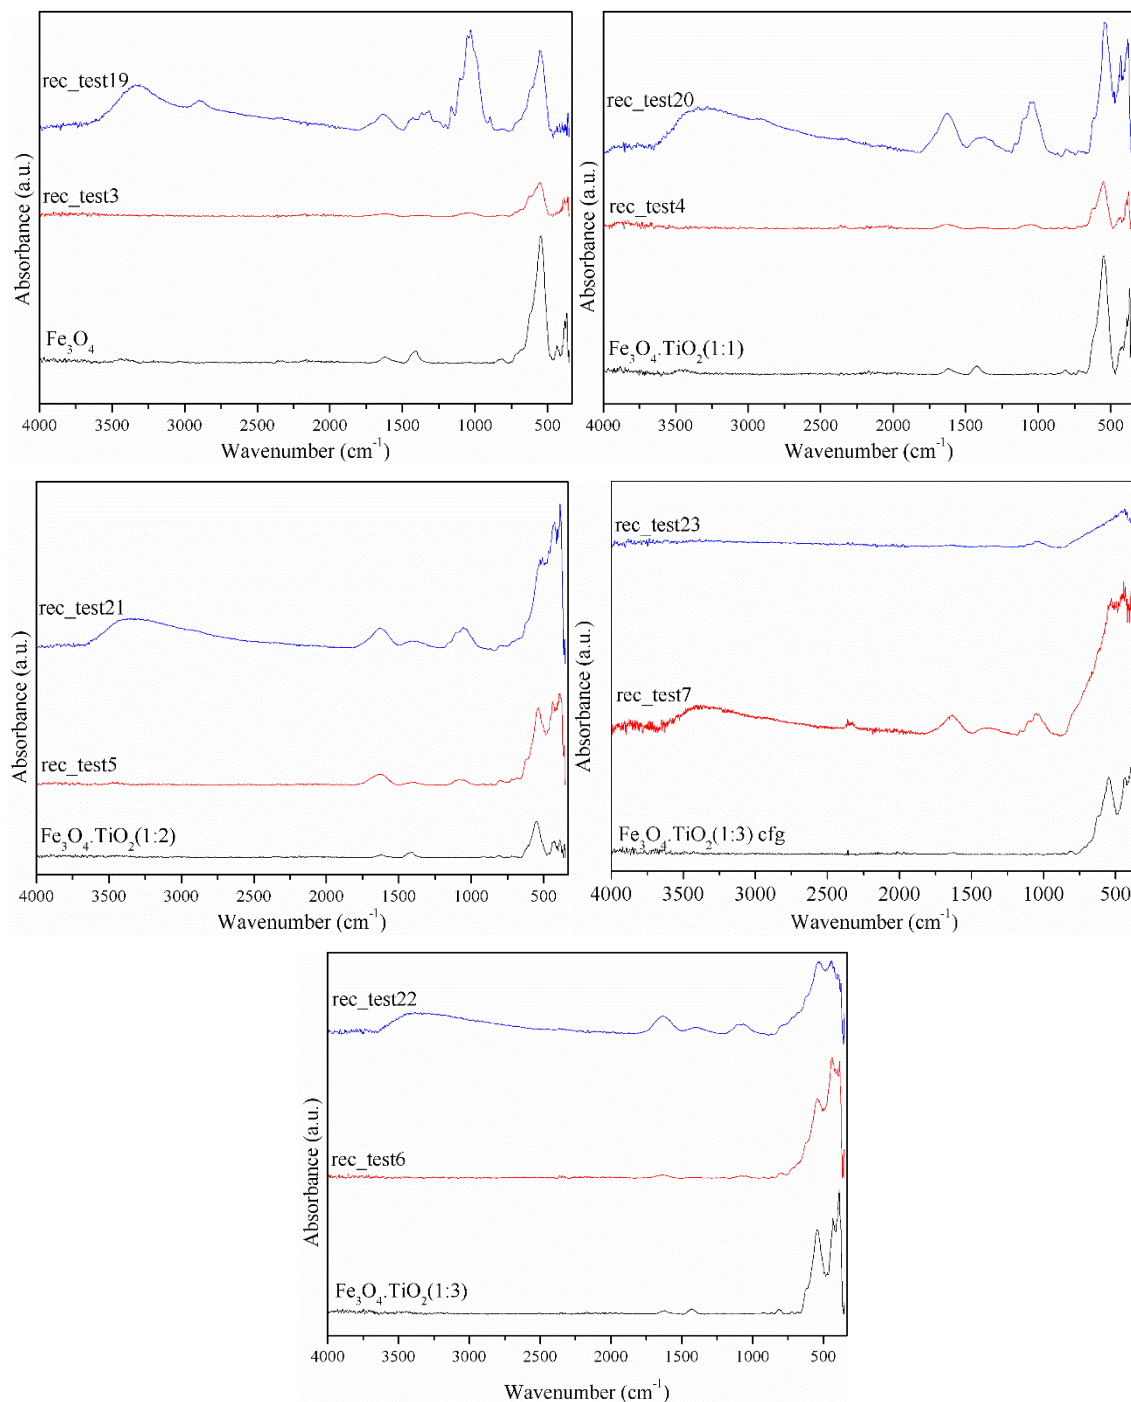 rec_test19
rec_test3
Fe3O4
Absorbance (a.u.)
4000 3500 3000 2500 2000 1500 1000 500
Wavenumber (cm-1)
rec_test20
rec_test4
Fe3O4.TiO2(1:1)
Absorbance (a.u.)
4000 3500 3000 2500 2000 1500 1000 500
Wavenumber (cm-1)
rec_test21
rec_test5
Fe3O4.TiO2(1:2)
Absorbance (a.u.)
4000 3500 3000 2500 2000 1500 1000 500
Wavenumber (cm-1)
rec_test23
rec_test7
Fe3O4.TiO2(1:3) cfg
Absorbance (a.u.)
4000 3500 3000 2500 2000 1500 1000 500
Wavenumber (cm-1)
rec_test22
rec_test6
Fe3O4.TiO2(1:3)
Absorbance (a.u.)
4000 3500 3000 2500 2000 1500 1000 500
Wavenumber (cm-1)